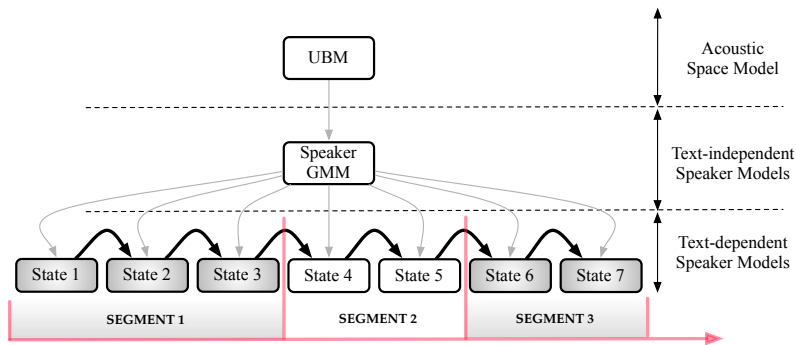 UBM
Acoustic
Space Model
Speaker
GMM
Text-independent
Speaker Models
State 1
State 2
State 3
State 4
State 5
State 6
State 7
Text-dependent
Speaker Models
SEGMENT 1
SEGMENT 2
SEGMENT 3